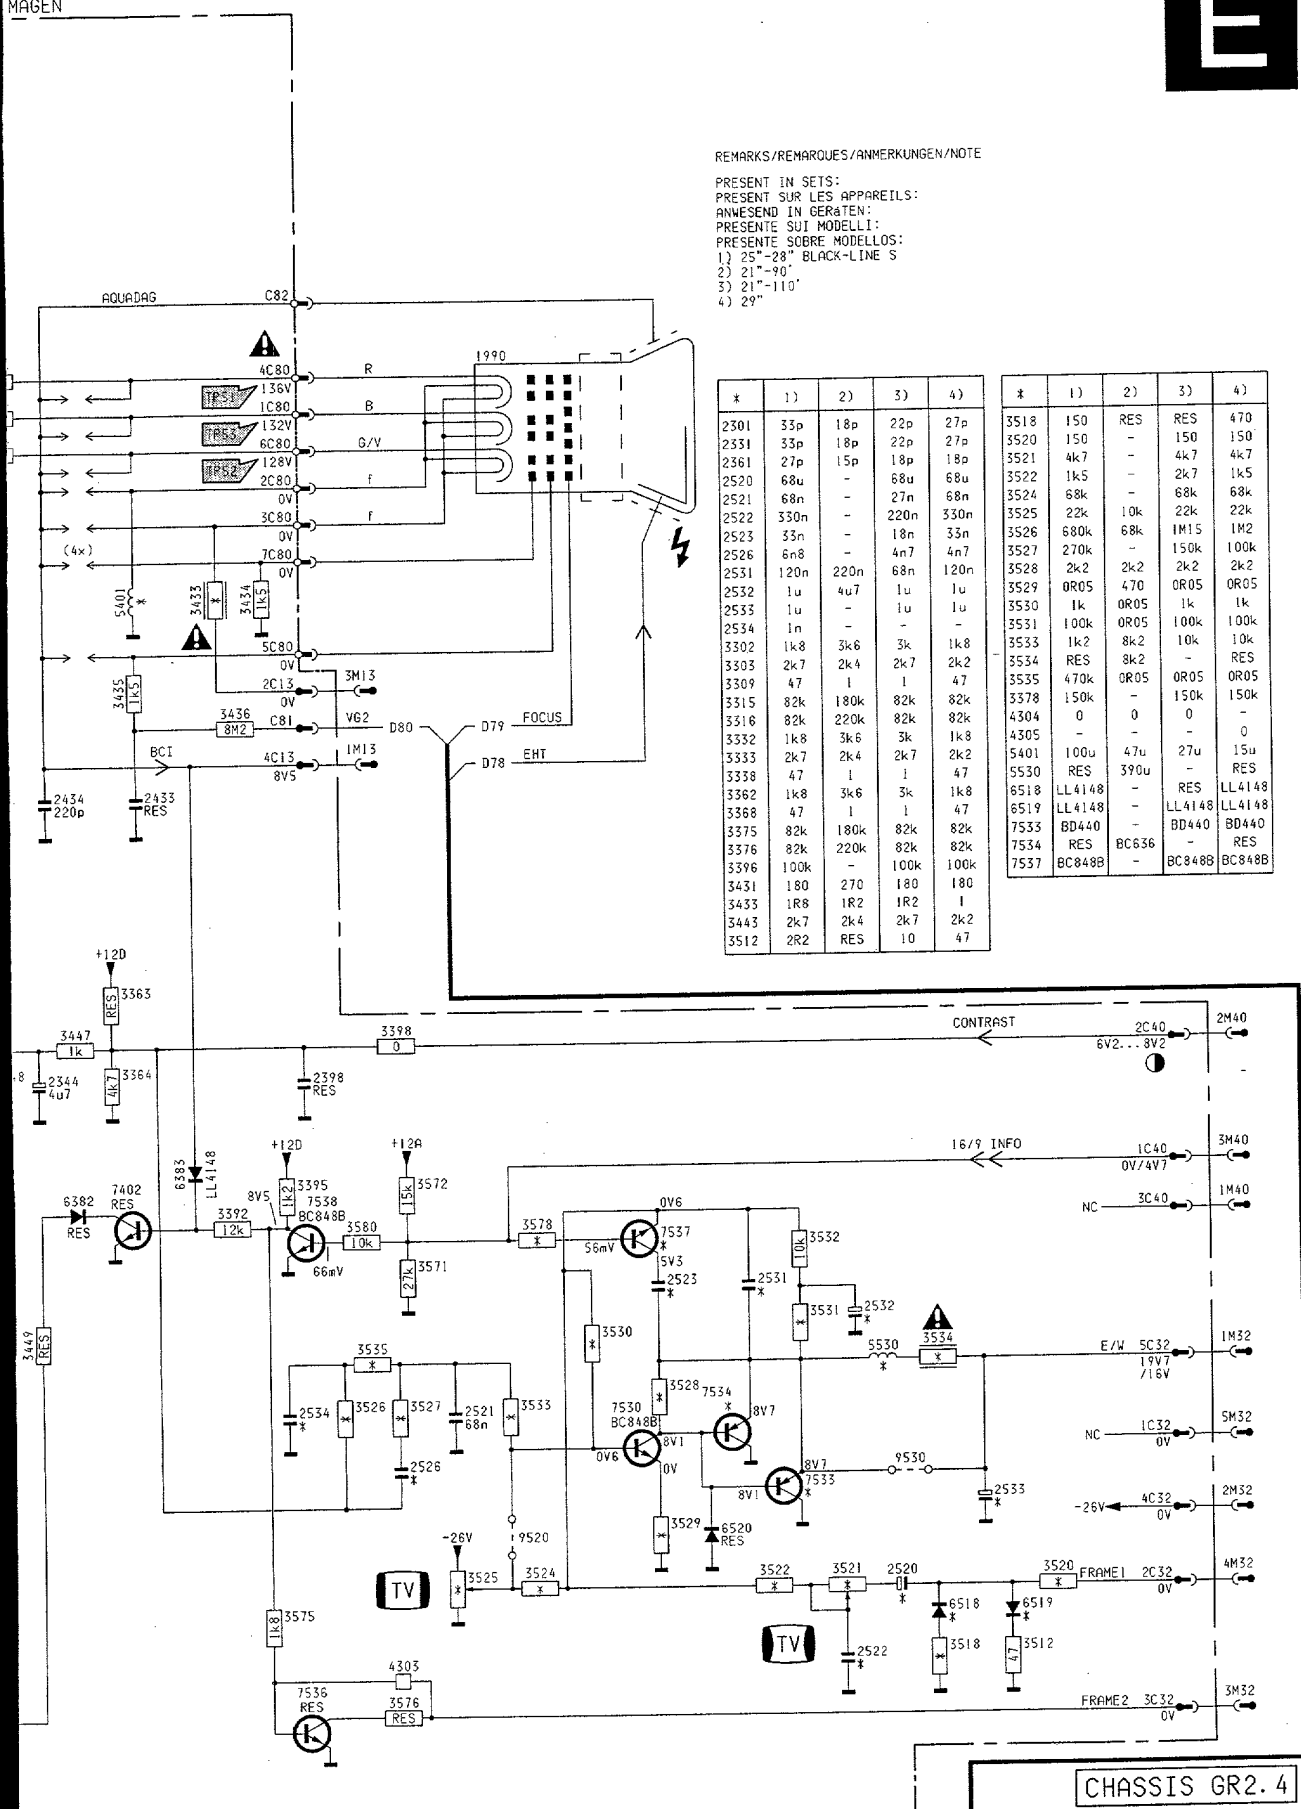 MAGEN
E
REMARKS/REMARQUES/ANMERKUNGEN/NOTE
PRESENT IN SETS:
PRESENT SUR LES APPAREILS:
ANWESEND IN GERäTEN:
PRESENTE SUI MODELLI:
PRESENTE SOBRE MODELLOS:
1) 25"-28" BLACK-LINE S
2) 21"-90°
3) 21"-110°
4) 29"
AQUADAG C82
1990
4C80 R
136V
1C80 B
132V
6C80 G/V
TP52 128V
2C80 f
0V
3C80 f
0V
(4x) 7C80
0V
5401 * 3433 * 3434 1k5
5C80
0V
3M13
2C13
0V
3435 1k5
3436 C81 VG2 D80 D79 FOCUS
8M2
BCI 4C13 1M13 D78 EHT
8V5
2434 220p
2433 RES
* 1) 2) 3) 4)
2301 33p 18p 22p 27p
2331 33p 18p 22p 27p
2361 27p 15p 18p 18p
2520 68u - 68u 68u
2521 68n - 27n 68n
2522 330n - 220n 330n
2523 33n - 18n 33n
2526 6n8 - 4n7 4n7
2531 120n 220n 68n 120n
2532 1u 4u7 1u 1u
2533 1u - 1u 1u
2534 1n - - -
3302 1k8 3k6 3k 1k8
3303 2k7 2k4 2k7 2k2
3309 47 1 1 47
3315 82k 180k 82k 82k
3316 82k 220k 82k 82k
3332 1k8 3k6 3k 1k8
3333 2k7 2k4 2k7 2k2
3338 47 1 1 47
3362 1k8 3k6 3k 1k8
3368 47 1 1 47
3375 82k 180k 82k 82k
3376 82k 220k 82k 82k
3396 100k - 100k 100k
3431 180 270 180 180
3433 1R8 1R2 1R2 1
3443 2k7 2k4 2k7 2k2
3512 2R2 RES 10 47
* 1) 2) 3) 4)
3518 150 RES RES 470
3520 150 - 150 150
3521 4k7 - 4k7 4k7
3522 1k5 - 2k7 1k5
3524 68k - 68k 68k
3525 22k 10k 22k 22k
3526 680k 68k 1M15 1M2
3527 270k - 150k 100k
3528 2k2 2k2 2k2 2k2
3529 0R05 470 0R05 0R05
3530 1k 0R05 1k 1k
3531 100k 0R05 100k 100k
3533 1k2 8k2 10k 10k
3534 RES 8k2 - RES
3535 470k 0R05 0R05 0R05
3378 150k - 150k 150k
4304 0 0 0 -
4305 - - - 0
5401 100u 47u 27u 15u
5530 RES 390u - RES
6518 LL4148 - RES LL4148
6519 LL4148 - LL4148 LL4148
7533 BD440 - BD440 BD440
7534 RES BC636 - RES
7537 BC848B - BC848B BC848B
+12D
RES 3363
3447 1k
3398 0
CONTRAST 2C40 2M40
6V2...8V2
2344 4u7
4k7 3364
2398 RES
+12D +12A
16/9 INFO 1C40 3M40
0V/4V7
NC 3C40 1M40
6383 LL4148
6382 RES
7402 RES
3392 12k
8V5
1k2 3395
7538 BC848B
66mV
3580 10k
15k 3572
27k 3571
3578 *
56mV
0V6
7537 *
5V3
2523 *
2531 *
10k 3532
* 3531
2532 *
3449 RES
3535 *
* 3530
5530 *
3534 *
E/W 5C32 1M32
19V7
/16V
2534 *
* 3526
* 3527
2521 68n
* 3533
2526 *
7530 BC848B
* 3528
7534 *
8V7
8V1
0V6
0V
8V7
7533 *
8V1
9530
NC 1C32 5M32
0V
2533 *
-26V 4C32 2M32
0V
* 3529
6520 RES
9520
-26V
TV
* 3525
3524 *
3522 *
3521 *
2520 *
3520 *
FRAME1 2C32 4M32
0V
6518 *
6519 *
* 3518
47 3512
TV
2522 *
1k8 3575
4303
7536 RES
3576 RES
FRAME2 3C32 3M32
0V
CHASSIS GR2.4